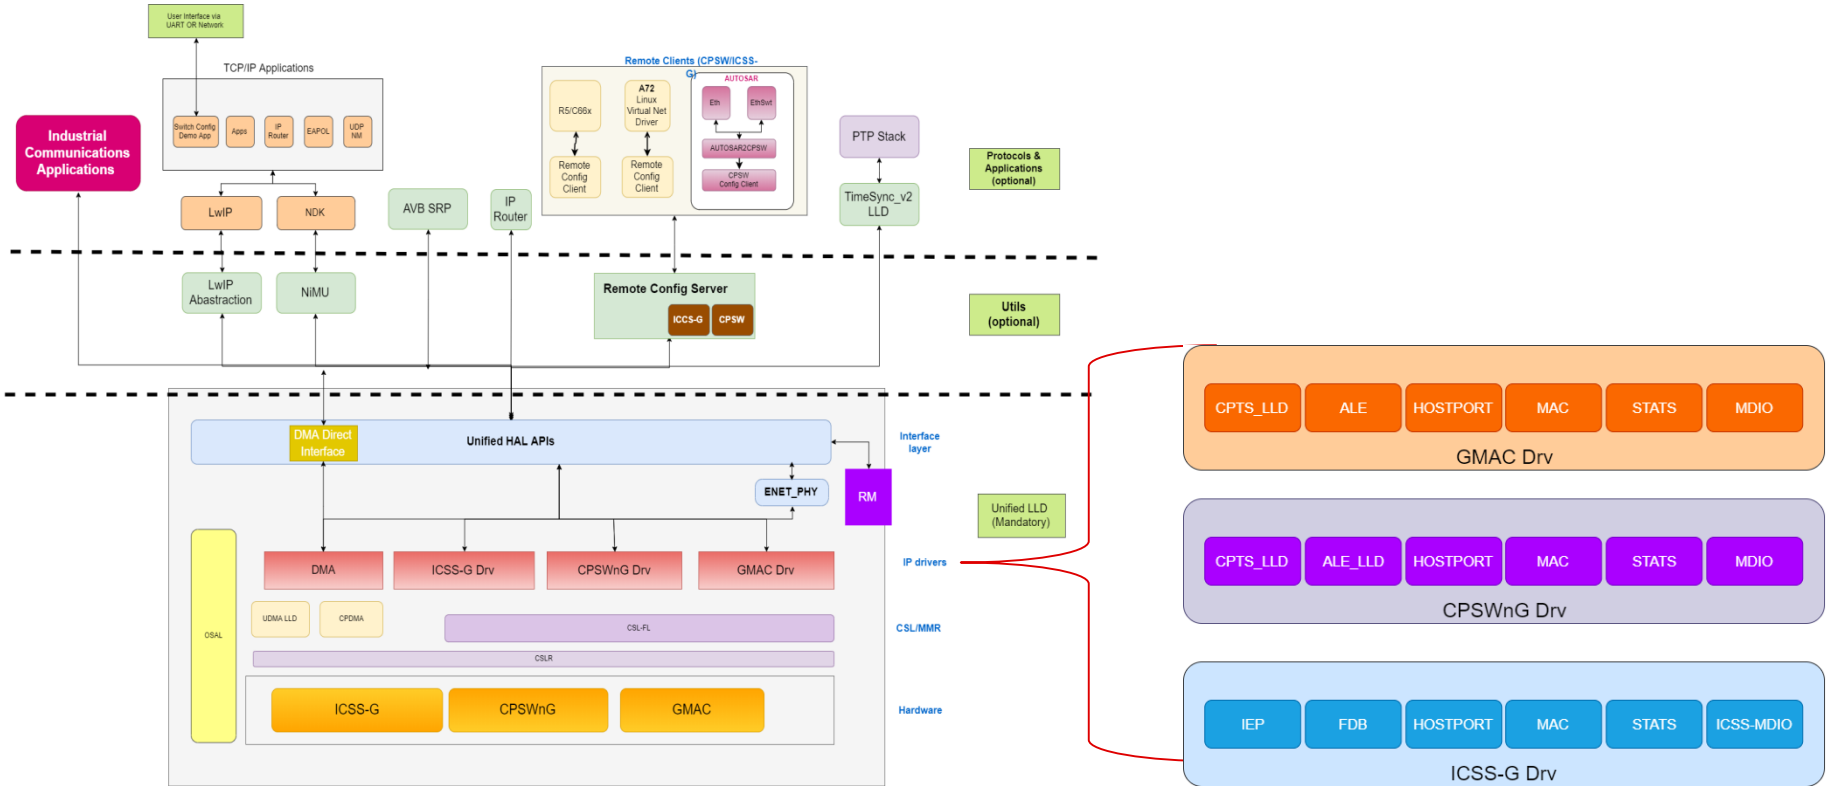 User Interface via
UART OR Network
TCP/IP Applications
Switch Config
Demo App
Apps
IP
Router
EAPOL
UDP
NM
Industrial
Communications
Applications
LwIP
NDK
AVB SRP
IP
Router
Remote Clients (CPSW/ICSS-
G)
R5/C66x
Remote
Config
Client
A72
Linux
Virtual Net
Driver
Remote
Config
Client
AUTOSAR
Eth
EthSwt
AUTOSAR2CPSW
CPSW
Config Client
PTP Stack
TimeSync_v2
LLD
Protocols &
Applications
(optional)
LwIP
Abastraction
NiMU
Remote Config Server
ICCS-G
CPSW
Utils
(optional)
DMA Direct
Interface
Unified HAL APIs
Interface
layer
ENET_PHY
RM
Unified LLD
(Mandatory)
OSAL
DMA
ICSS-G Drv
CPSWnG Drv
GMAC Drv
IP drivers
UDMA LLD
CPDMA
CSL-FL
CSL/MMR
CSLR
ICSS-G
CPSWnG
GMAC
Hardware
CPTS_LLD
ALE
HOSTPORT
MAC
STATS
MDIO
GMAC Drv
CPTS_LLD
ALE_LLD
HOSTPORT
MAC
STATS
MDIO
CPSWnG Drv
IEP
FDB
HOSTPORT
MAC
STATS
ICSS-MDIO
ICSS-G Drv